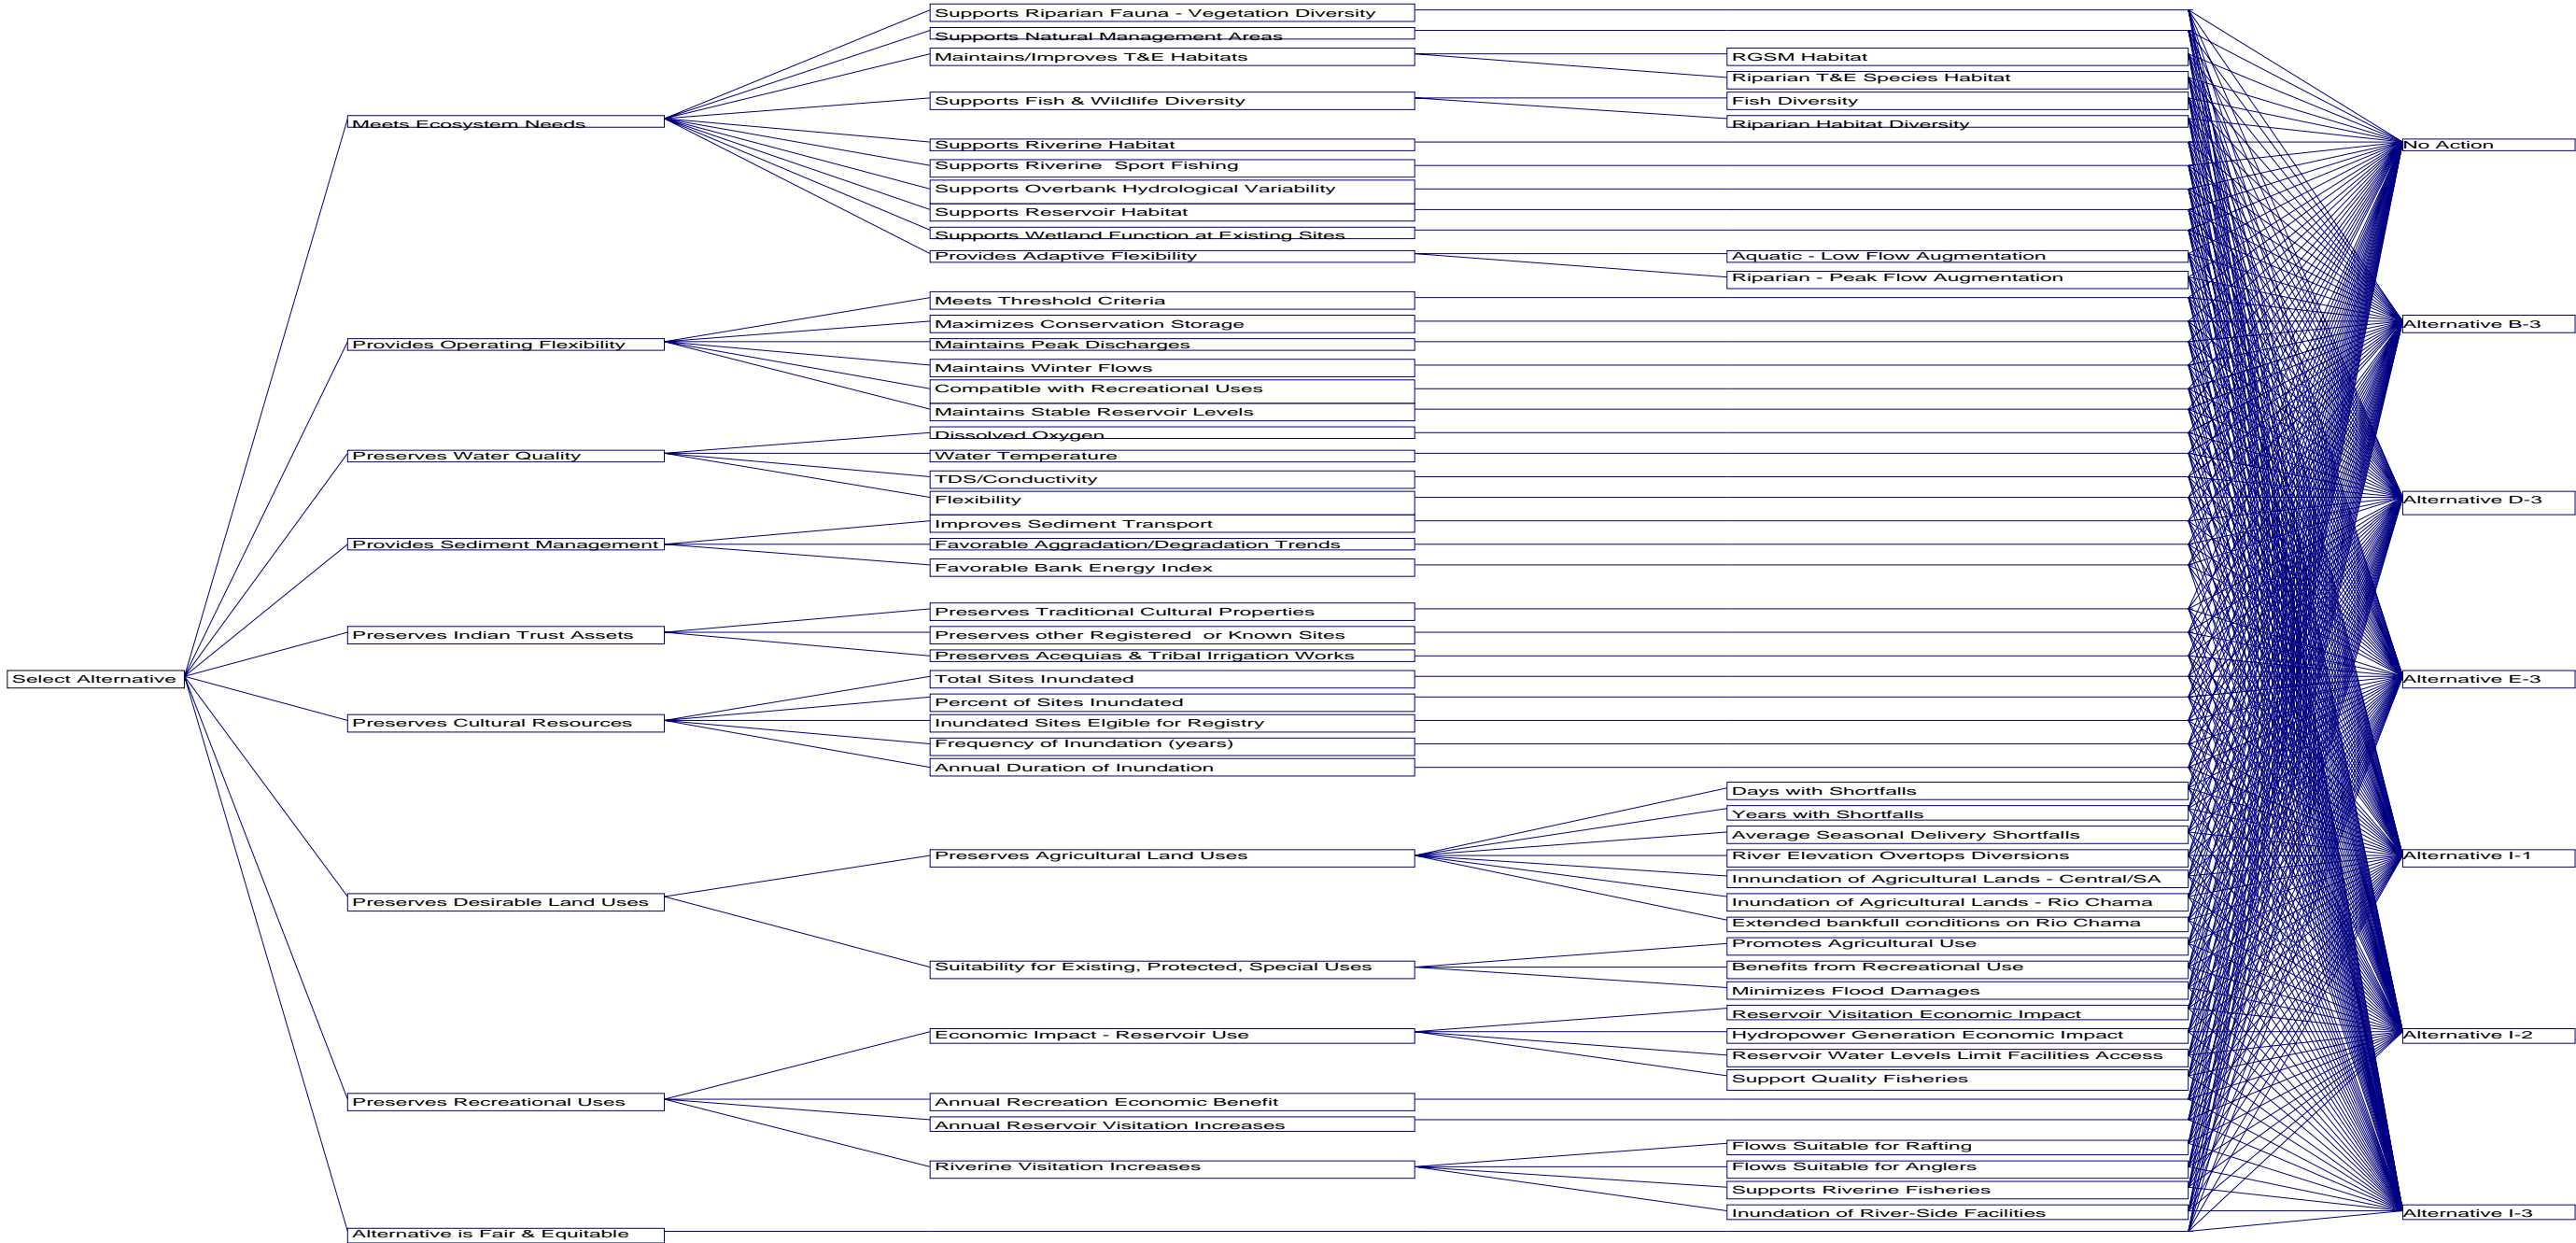 Select Alternative
Meets Ecosystem Needs
Provides Operating Flexibility
Preserves Water Quality
Provides Sediment Management
Preserves Indian Trust Assets
Preserves Cultural Resources
Preserves Desirable Land Uses
Preserves Recreational Uses
Alternative is Fair & Equitable
Supports Riparian Fauna - Vegetation Diversity
Supports Natural Management Areas
Maintains/Improves T&E Habitats
Supports Fish & Wildlife Diversity
Supports Riverine Habitat
Supports Riverine  Sport Fishing
Supports Overbank Hydrological Variability
Supports Reservoir Habitat
Supports Wetland Function at Existing Sites
Provides Adaptive Flexibility
Meets Threshold Criteria
Maximizes Conservation Storage
Maintains Peak Discharges
Maintains Winter Flows
Compatible with Recreational Uses
Maintains Stable Reservoir Levels
Dissolved Oxygen
Water Temperature
TDS/Conductivity
Flexibility
Improves Sediment Transport
Favorable Aggradation/Degradation Trends
Favorable Bank Energy Index
Preserves Traditional Cultural Properties
Preserves other Registered  or Known Sites
Preserves Acequias & Tribal Irrigation Works
Total Sites Inundated
Percent of Sites Inundated
Inundated Sites Elgible for Registry
Frequency of Inundation (years)
Annual Duration of Inundation
Preserves Agricultural Land Uses
Suitability for Existing, Protected, Special Uses
Economic Impact - Reservoir Use
Annual Recreation Economic Benefit
Annual Reservoir Visitation Increases
Riverine Visitation Increases
RGSM Habitat
Riparian T&E Species Habitat
Fish Diversity
Riparian Habitat Diversity
Aquatic - Low Flow Augmentation
Riparian - Peak Flow Augmentation
Days with Shortfalls
Years with Shortfalls
Average Seasonal Delivery Shortfalls
River Elevation Overtops Diversions
Innundation of Agricultural Lands - Central/SA
Inundation of Agricultural Lands - Rio Chama
Extended bankfull conditions on Rio Chama
Promotes Agricultural Use
Benefits from Recreational Use
Minimizes Flood Damages
Reservoir Visitation Economic Impact
Hydropower Generation Economic Impact
Reservoir Water Levels Limit Facilities Access
Support Quality Fisheries
Flows Suitable for Rafting
Flows Suitable for Anglers
Supports Riverine Fisheries
Inundation of River-Side Facilities
No Action
Alternative B-3
Alternative D-3
Alternative E-3
Alternative I-1
Alternative I-2
Alternative I-3